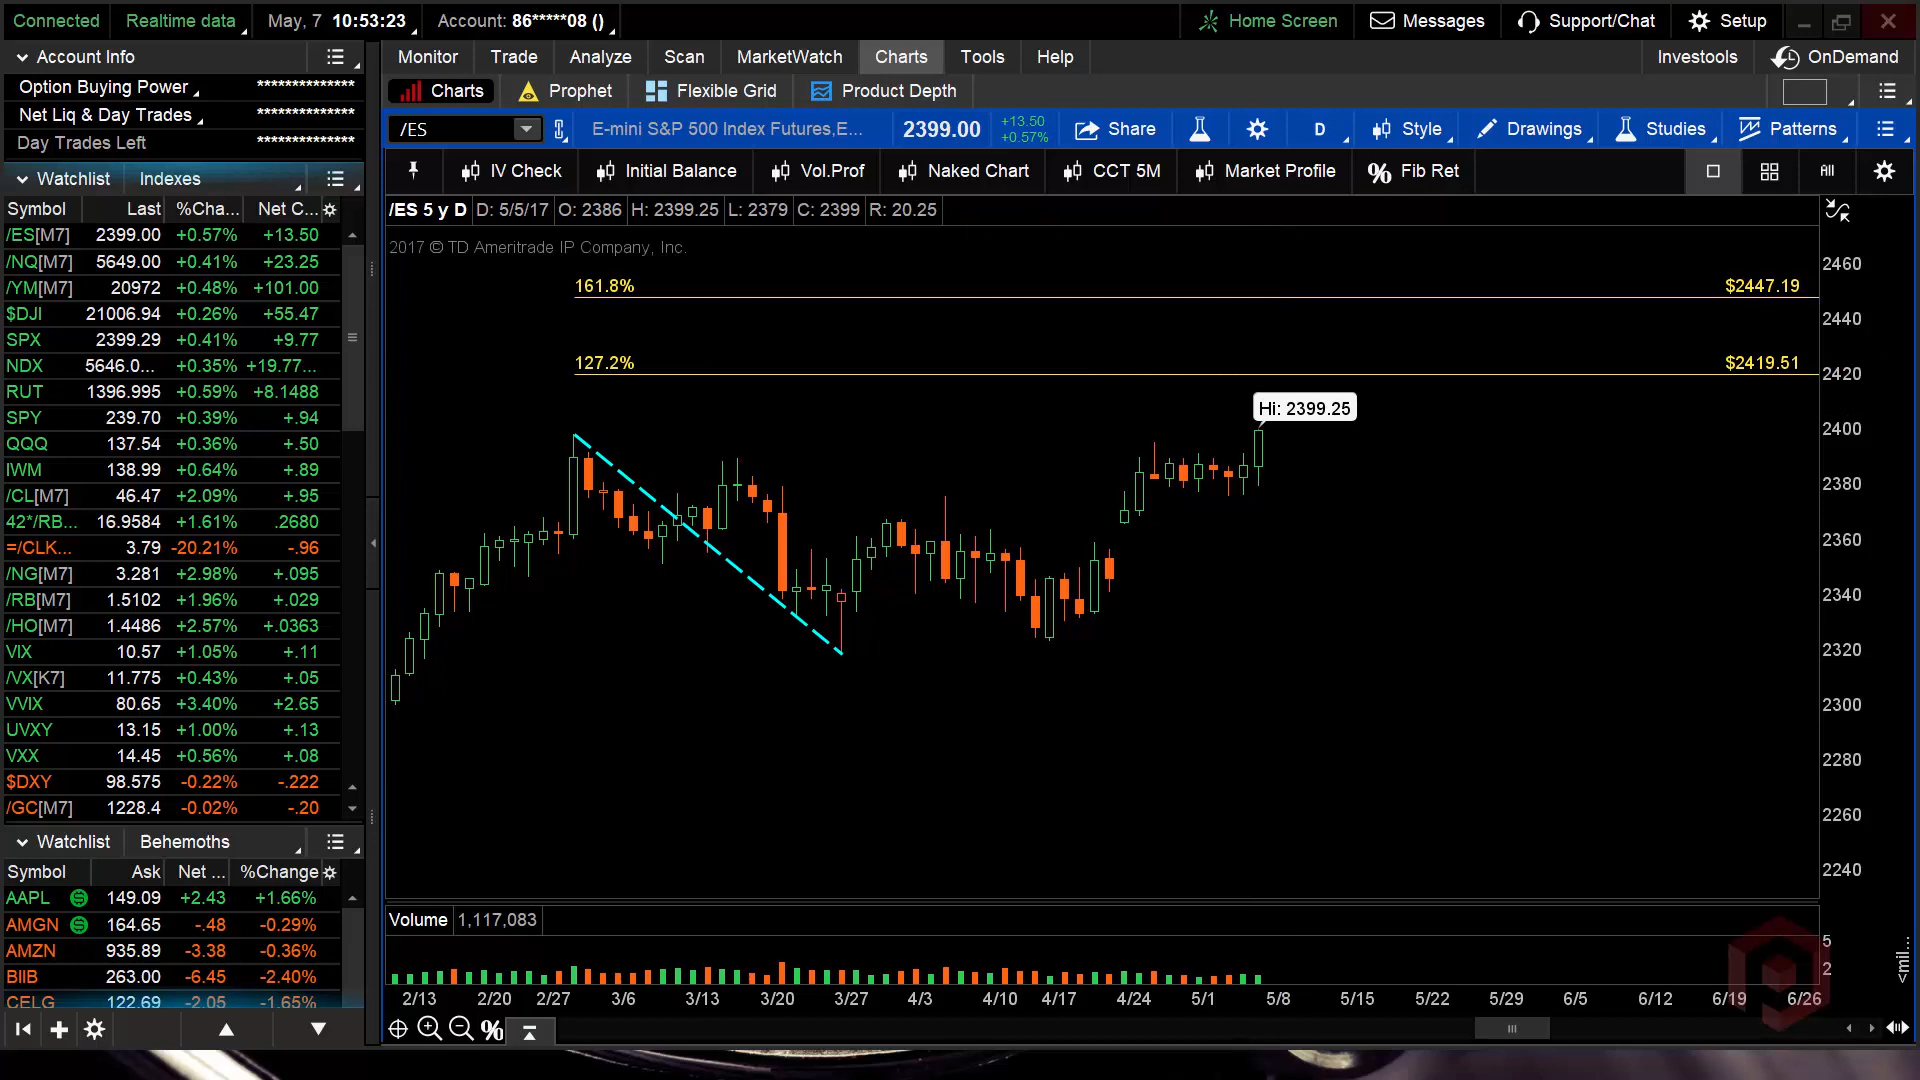 Connected Realtime data May, 7 10:53:23 Account: 86*****08 () Home Screen Messages Support/Chat Setup
Account Info
Option Buying Power **************
Net Liq & Day Trades **************
Day Trades Left **************
Watchlist Indexes
Symbol Last %Cha... Net C...
/ES[M7] 2399.00 +0.57% +13.50
/NQ[M7] 5649.00 +0.41% +23.25
/YM[M7] 20972 +0.48% +101.00
$DJI 21006.94 +0.26% +55.47
SPX 2399.29 +0.41% +9.77
NDX 5646.0... +0.35% +19.77...
RUT 1396.995 +0.59% +8.1488
SPY 239.70 +0.39% +.94
QQQ 137.54 +0.36% +.50
IWM 138.99 +0.64% +.89
/CL[M7] 46.47 +2.09% +.95
42*/RB... 16.9584 +1.61% .2680
=/CLK... 3.79 -20.21% -.96
/NG[M7] 3.281 +2.98% +.095
/RB[M7] 1.5102 +1.96% +.029
/HO[M7] 1.4486 +2.57% +.0363
VIX 10.57 +1.05% +.11
/VX[K7] 11.775 +0.43% +.05
VVIX 80.65 +3.40% +2.65
UVXY 13.15 +1.00% +.13
VXX 14.45 +0.56% +.08
$DXY 98.575 -0.22% -.222
/GC[M7] 1228.4 -0.02% -.20
Watchlist Behemoths
Symbol Ask Net ... %Change
AAPL 149.09 +2.43 +1.66%
AMGN 164.65 -.48 -0.29%
AMZN 935.89 -3.38 -0.36%
BIIB 263.00 -6.45 -2.40%
CELG 122.69 -2.05 -1.65%
Monitor Trade Analyze Scan MarketWatch Charts Tools Help Investools OnDemand
Charts Prophet Flexible Grid Product Depth
/ES E-mini S&P 500 Index Futures,E... 2399.00 +13.50 +0.57% Share D Style Drawings Studies Patterns
IV Check Initial Balance Vol.Prof Naked Chart CCT 5M Market Profile % Fib Ret All
/ES 5 y D D: 5/5/17 O: 2386 H: 2399.25 L: 2379 C: 2399 R: 20.25
2017 © TD Ameritrade IP Company, Inc.
161.8% $2447.19
127.2% $2419.51
Hi: 2399.25
2460
2440
2420
2400
2380
2360
2340
2320
2300
2280
2260
2240
Volume 1,117,083
5
2
<mil...
2/13 2/20 2/27 3/6 3/13 3/20 3/27 4/3 4/10 4/17 4/24 5/1 5/8 5/15 5/22 5/29 6/5 6/12 6/19 6/26
%